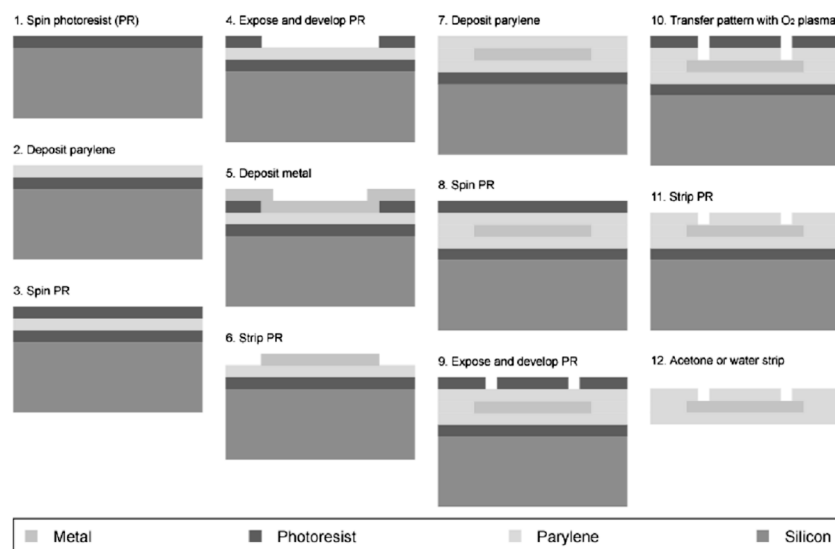 1. Spin photoresist (PR)
2. Deposit parylene
3. Spin PR
4. Expose and develop PR
5. Deposit metal
6. Strip PR
7. Deposit parylene
8. Spin PR
9. Expose and develop PR
10. Transfer pattern with O₂ plasma
11. Strip PR
12. Acetone or water strip
Metal Photoresist Parylene Silicon